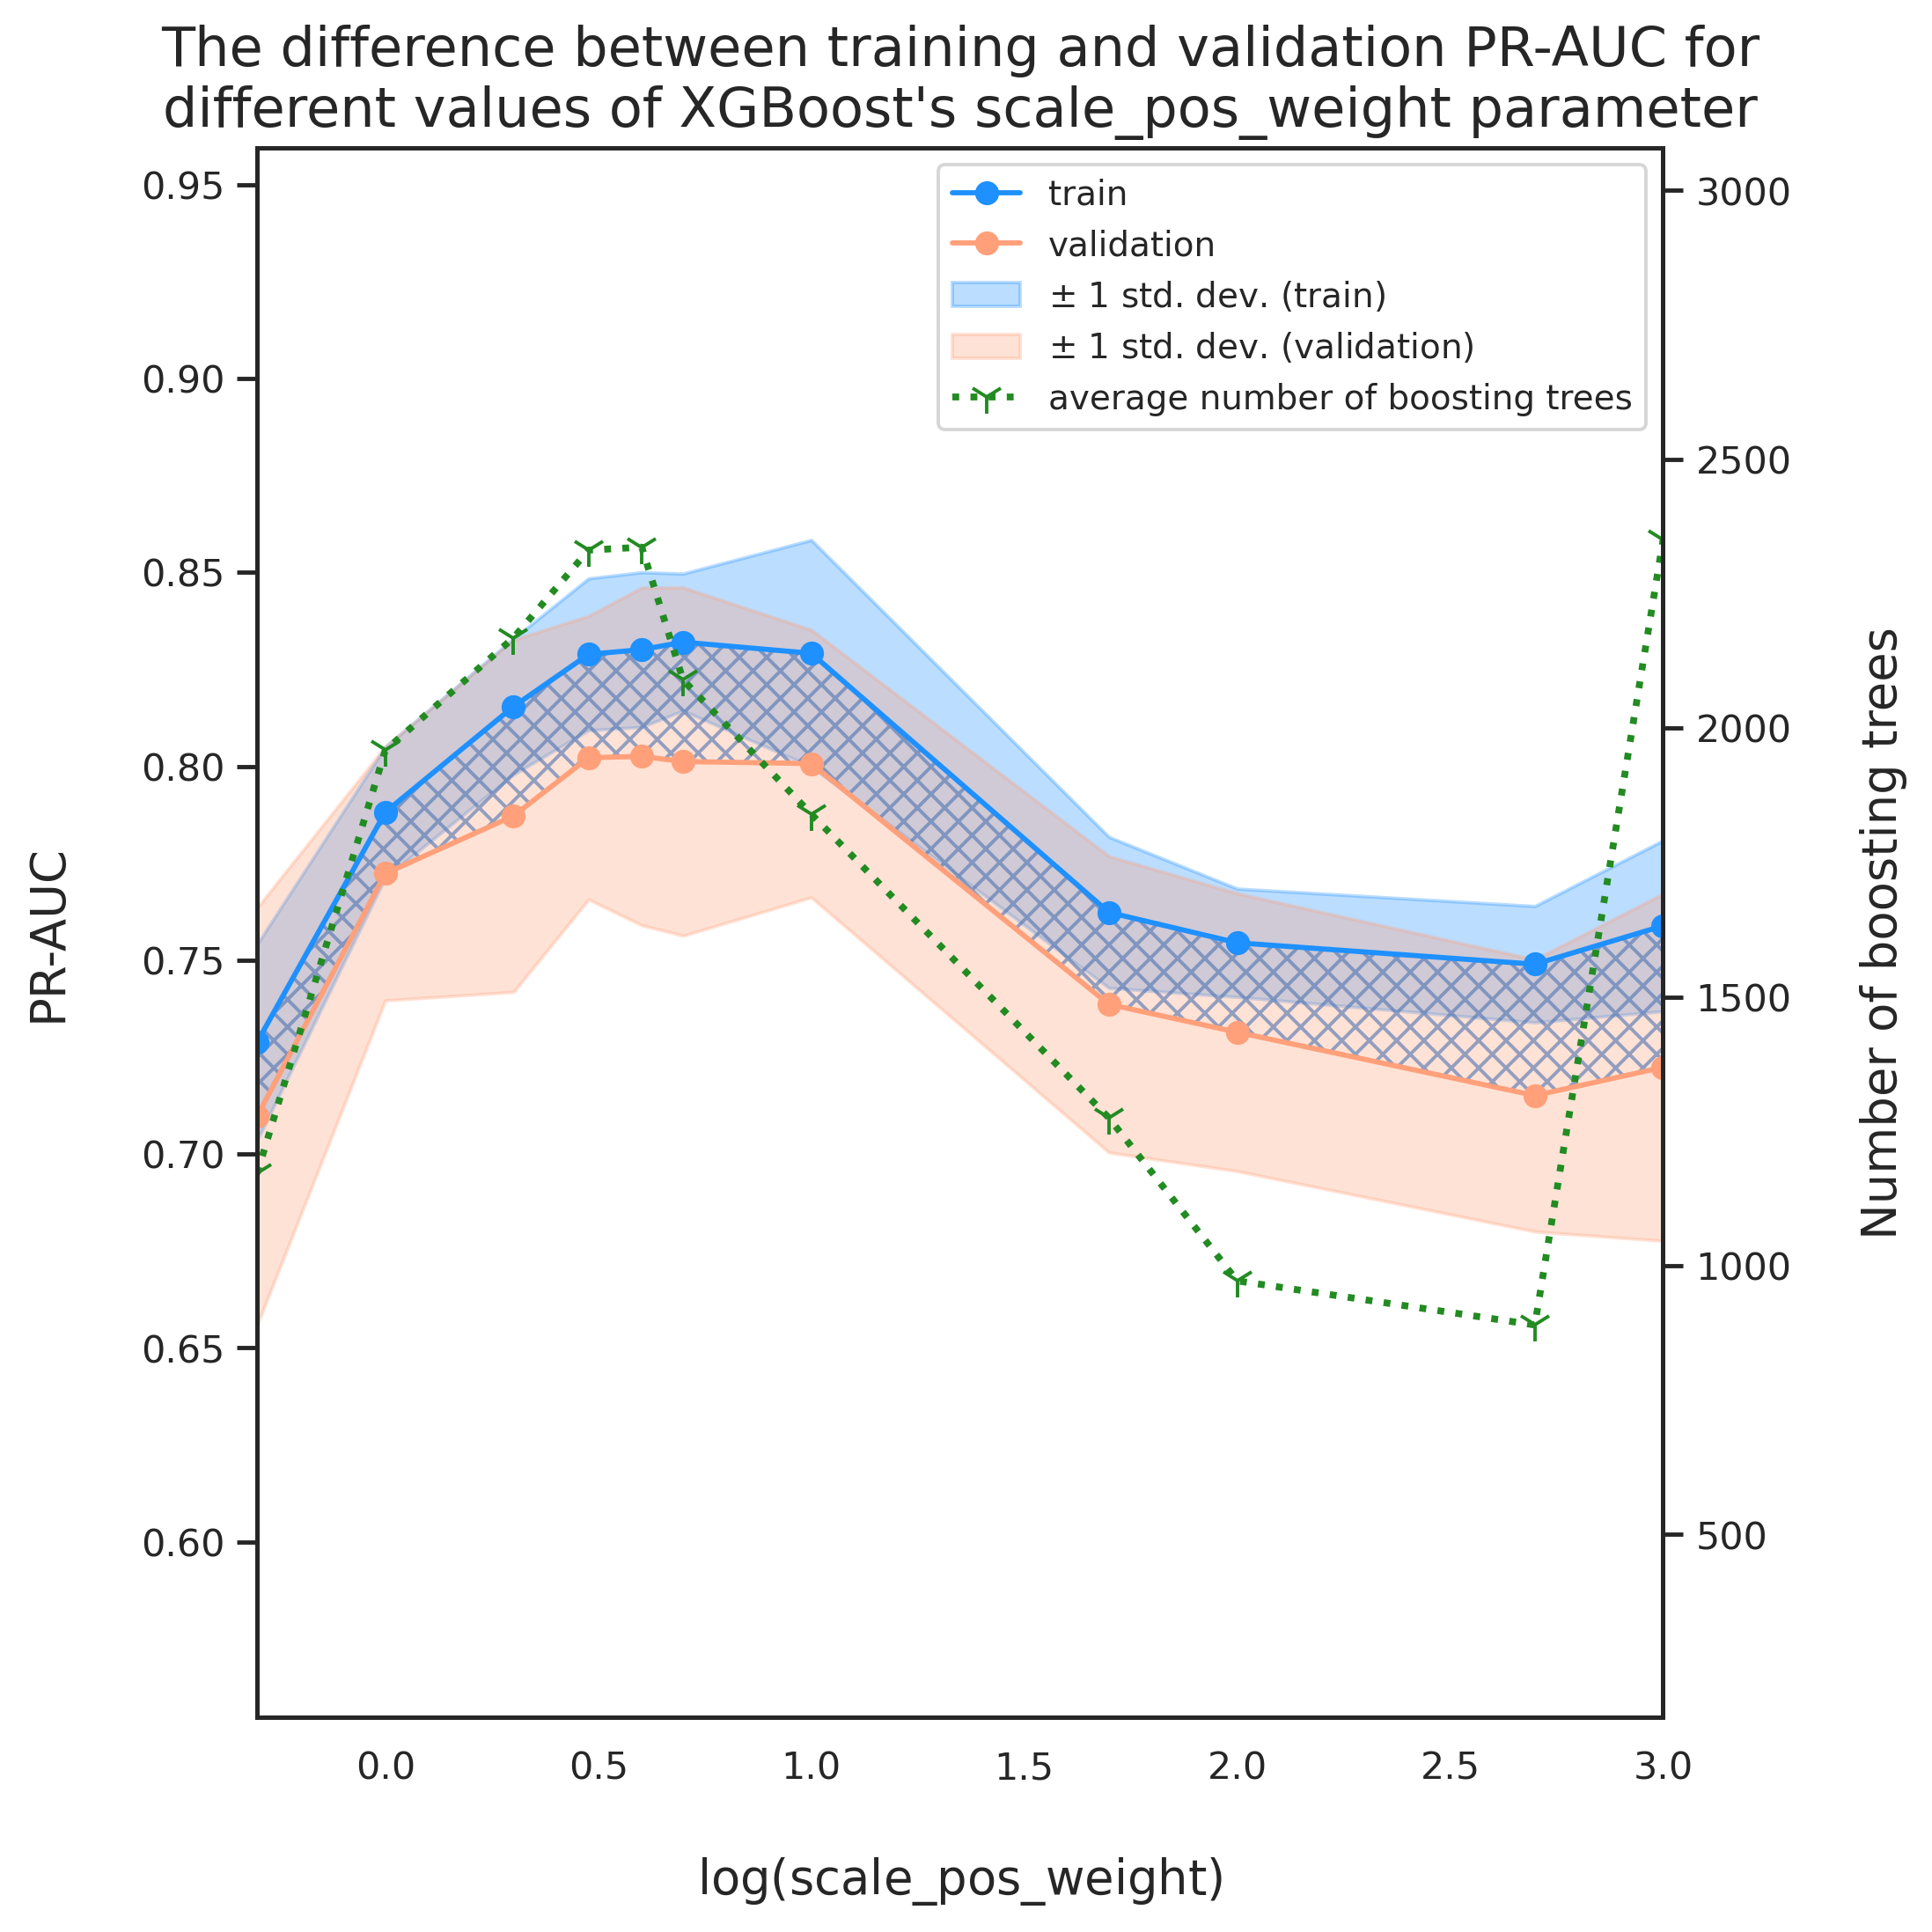 The difference between training and validation PR-AUC for
different values of XGBoost's scale_pos_weight parameter
train
validation
± 1 std. dev. (train)
± 1 std. dev. (validation)
average number of boosting trees
PR-AUC
0.95
0.90
0.85
0.80
0.75
0.70
0.65
0.60
3000
2500
2000
1500
1000
500
Number of boosting trees
0.0 0.5 1.0 1.5 2.0 2.5 3.0
log(scale_pos_weight)